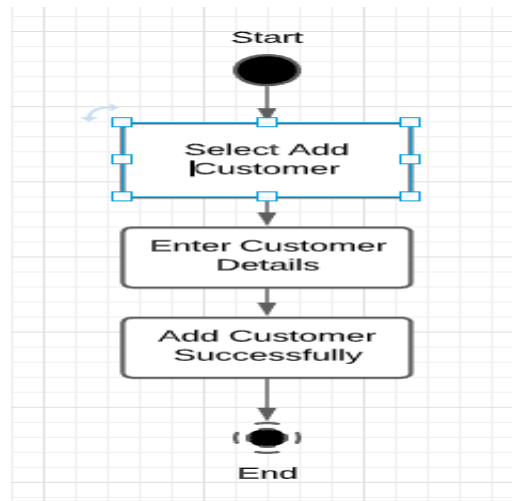 Start
Select Add
Customer
Enter Customer
Details
Add Customer
Successfully
End